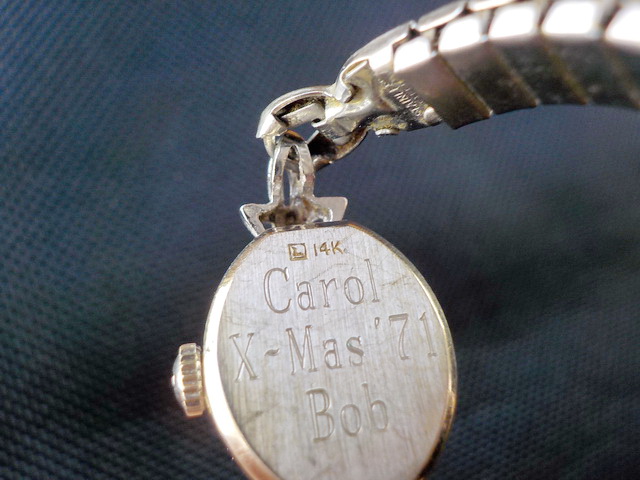 Σ 14K.
Carol
X-Mas '71
Bob